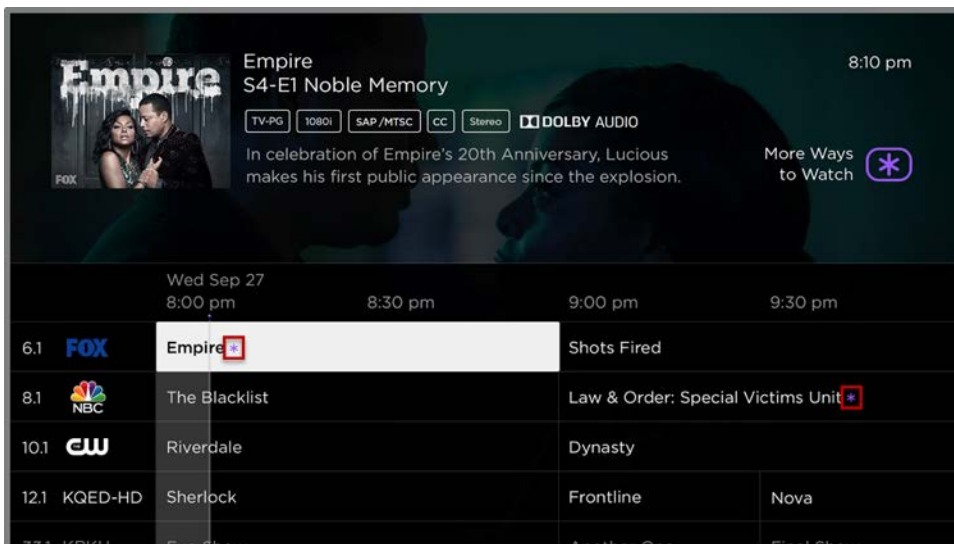 Empire
FOX
Empire
S4-E1 Noble Memory
TV-PG 1080i SAP/MTSC CC Stereo DOLBY AUDIO
In celebration of Empire's 20th Anniversary, Lucious
makes his first public appearance since the explosion.
8:10 pm
More Ways
to Watch *
Wed Sep 27
8:00 pm 8:30 pm 9:00 pm 9:30 pm
6.1 FOX Empire * Shots Fired
8.1 NBC The Blacklist Law & Order: Special Victims Unit *
10.1 CW Riverdale Dynasty
12.1 KQED-HD Sherlock Frontline Nova